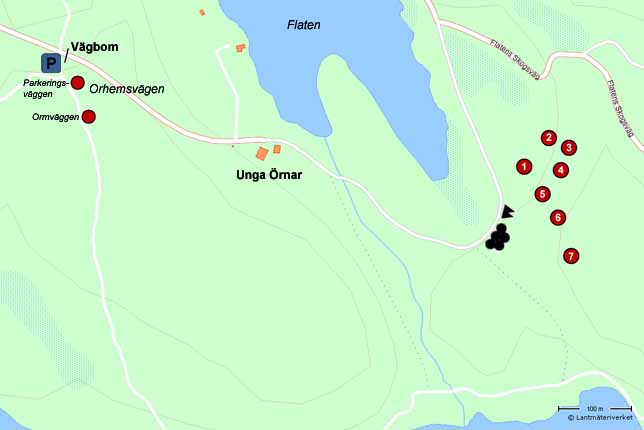 Flaten
Vägbom
P
Parkerings-
väggen
Orhemsvägen
Ormväggen
Unga Örnar
Flatens Skogsväg
Flatens Skogsväg
2
3
1
4
5
6
7
100 m
© Lantmäteriverket